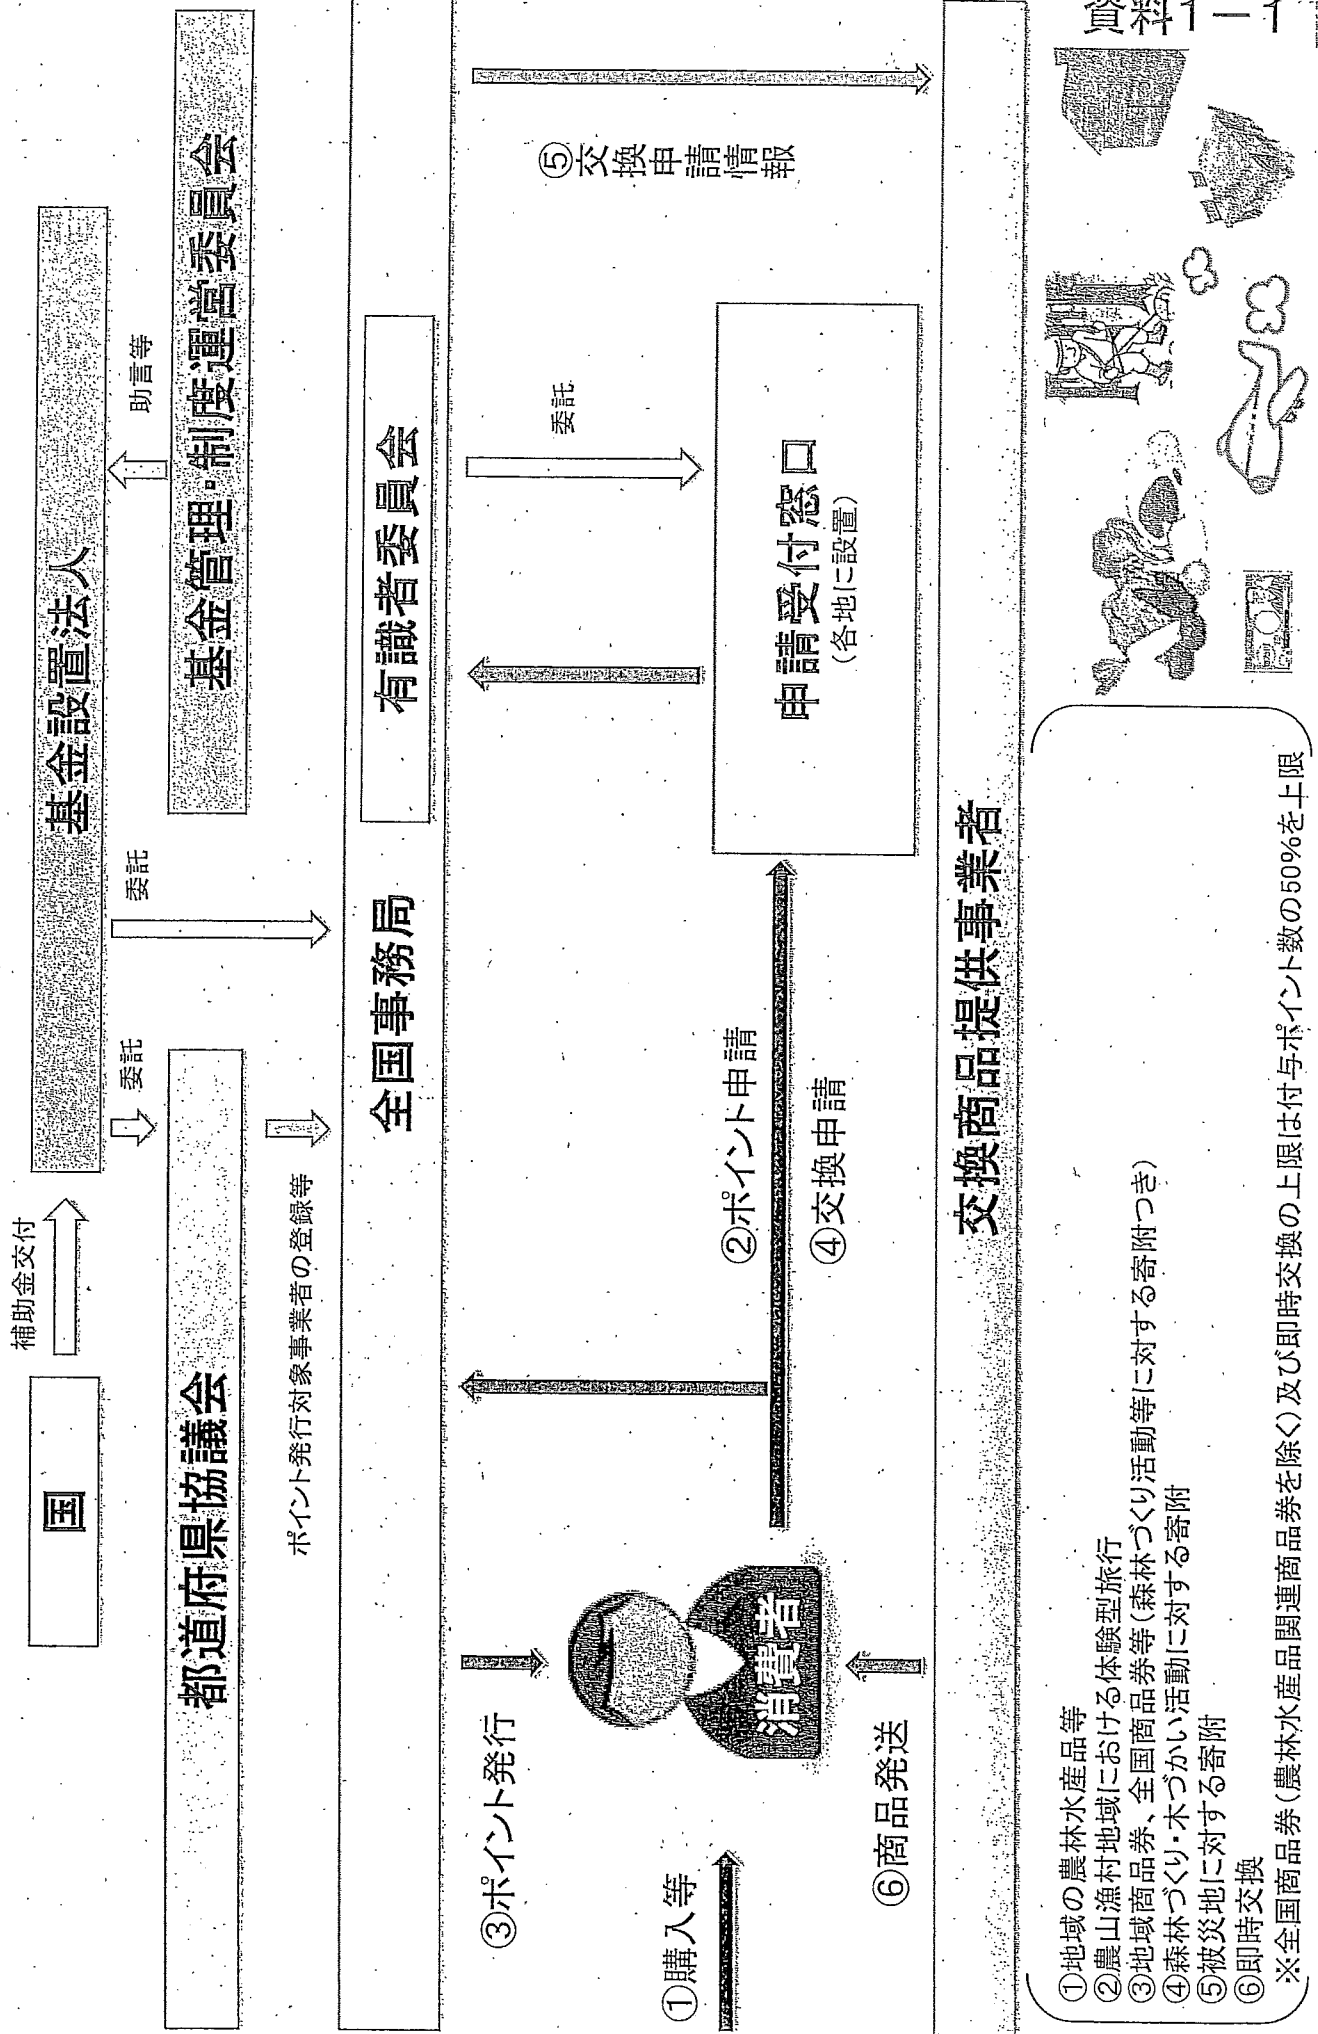 資料1－1
国
補助金交付
基金設置法人
委託
委託
助言等
都道府県協議会
基金管理・制度運営委員会
ポイント発行対象事業者の登録等
全国事務局
有識者委員会
③ポイント発行
①購入等
消費者
⑥商品発送
②ポイント申請
④交換申請
委託
申請受付窓口
（各地に設置）
⑤交換申請情報
交換商品提供事業者
①地域の農林水産品等
②農山漁村地域における体験型旅行
③地域商品券、全国商品券等（森林づくり活動等に対する寄附つき）
④森林づくり・木づかい活動に対する寄附
⑤被災地に対する寄附
⑥即時交換
※全国商品券（農林水産品関連商品券を除く）及び即時交換の上限は付与ポイント数の50%を上限